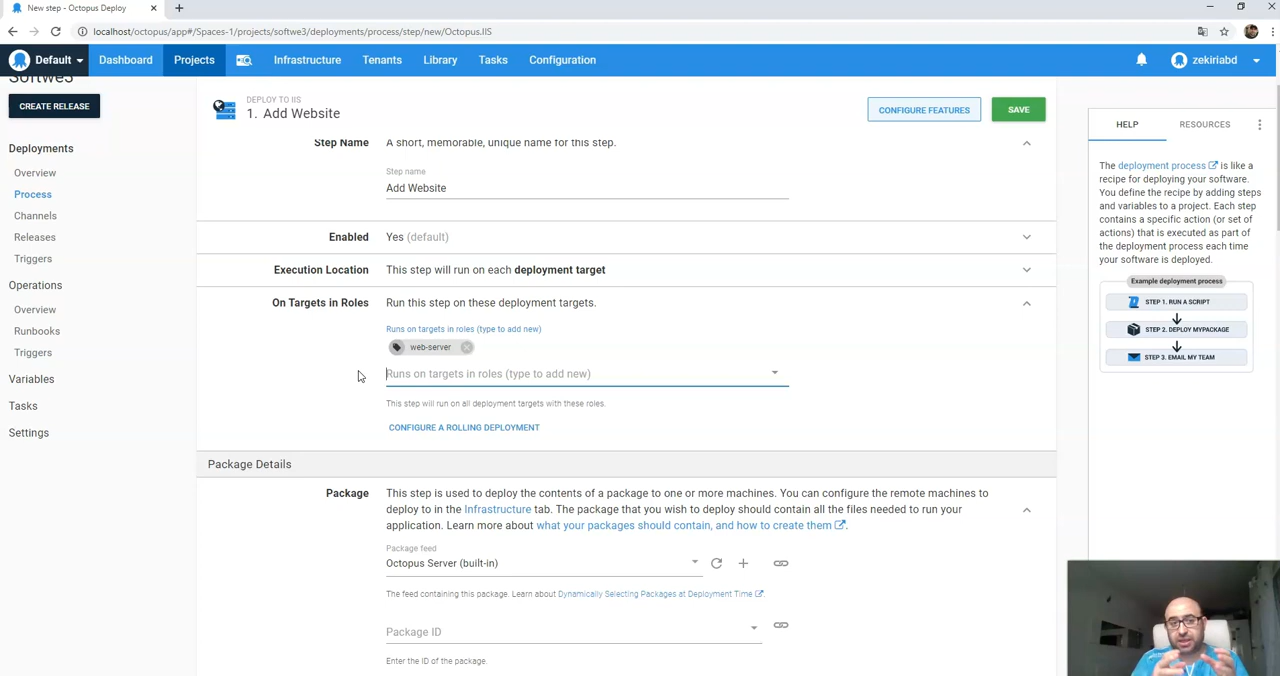 New step - Octopus Deploy
localhost/octopus/app#/Spaces-1/projects/softwe3/deployments/process/step/new/Octopus.IIS
Default Dashboard Projects Infrastructure Tenants Library Tasks Configuration zekiriabd
Softwe3
CREATE RELEASE
Deployments
Overview
Process
Channels
Releases
Triggers
Operations
Overview
Runbooks
Triggers
Variables
Tasks
Settings
DEPLOY TO IIS
1. Add Website
CONFIGURE FEATURES
SAVE
Step Name A short, memorable, unique name for this step.
Step name
Add Website
Enabled Yes (default)
Execution Location This step will run on each deployment target
On Targets in Roles Run this step on these deployment targets.
Runs on targets in roles (type to add new)
web-server
Runs on targets in roles (type to add new)
This step will run on all deployment targets with these roles.
CONFIGURE A ROLLING DEPLOYMENT
Package Details
Package This step is used to deploy the contents of a package to one or more machines. You can configure the remote machines to
deploy to in the Infrastructure tab. The package that you wish to deploy should contain all the files needed to run your
application. Learn more about what your packages should contain, and how to create them.
Package feed
Octopus Server (built-in)
The feed containing this package. Learn about Dynamically Selecting Packages at Deployment Time.
Package ID
Enter the ID of the package.
HELP RESOURCES
The deployment process is like a
recipe for deploying your software.
You define the recipe by adding steps
and variables to a project. Each step
contains a specific action (or set of
actions) that is executed as part of
the deployment process each time
your software is deployed.
Example deployment process
STEP 1. RUN A SCRIPT
STEP 2. DEPLOY MYPACKAGE
STEP 3. EMAIL MY TEAM